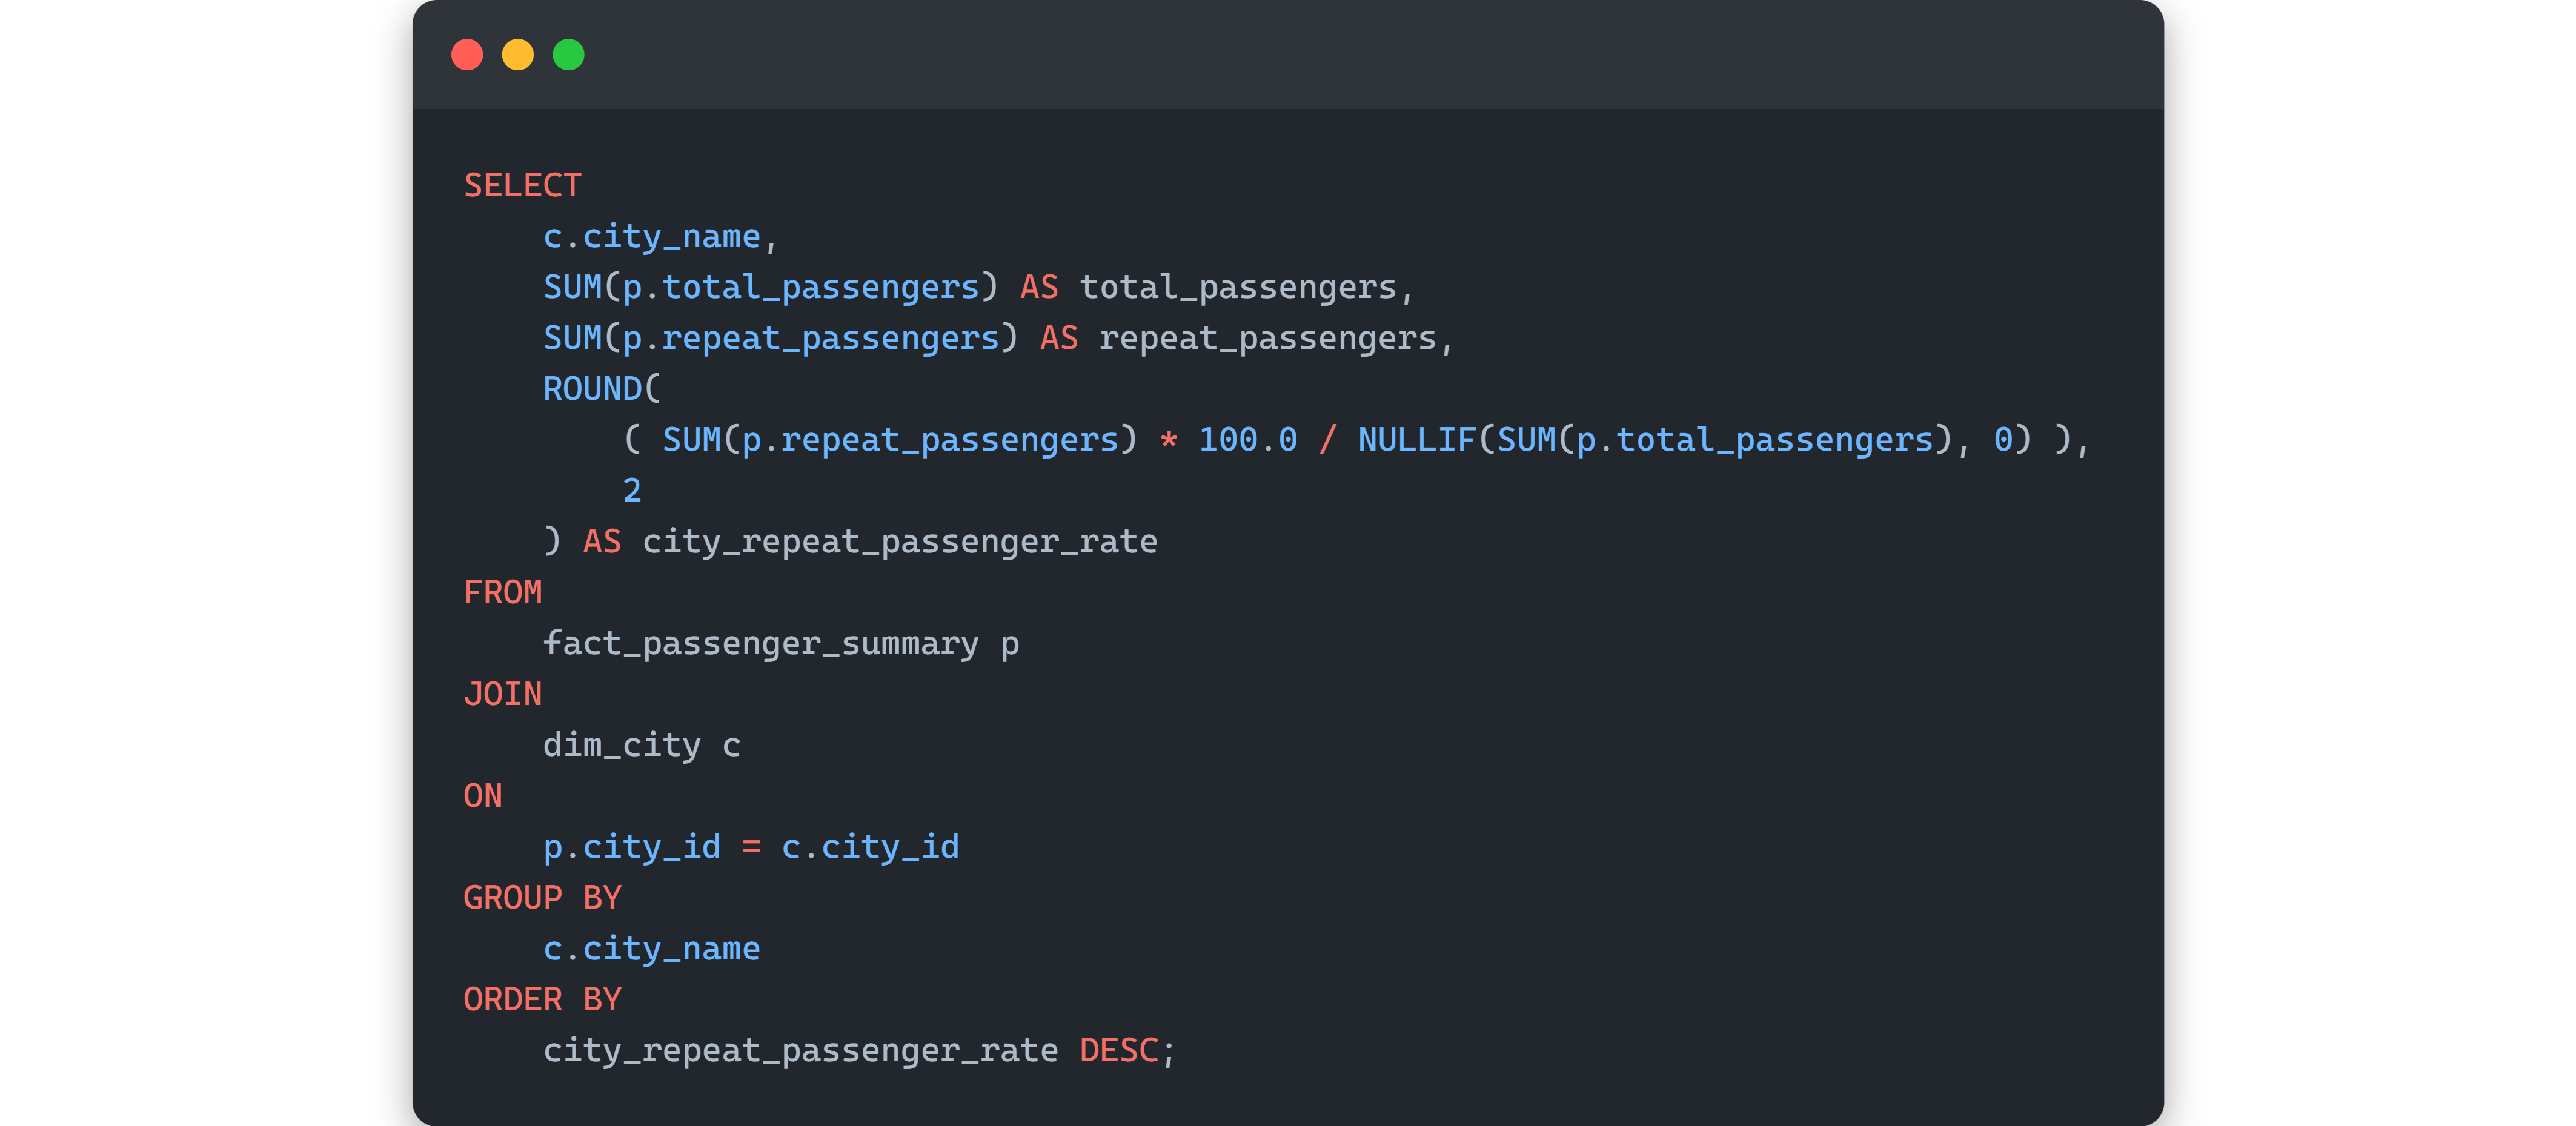 SELECT
    c.city_name,
    SUM(p.total_passengers) AS total_passengers,
    SUM(p.repeat_passengers) AS repeat_passengers,
    ROUND(
        ( SUM(p.repeat_passengers) * 100.0 / NULLIF(SUM(p.total_passengers), 0) ),
        2
    ) AS city_repeat_passenger_rate
FROM
    fact_passenger_summary p
JOIN
    dim_city c
ON
    p.city_id = c.city_id
GROUP BY
    c.city_name
ORDER BY
    city_repeat_passenger_rate DESC;